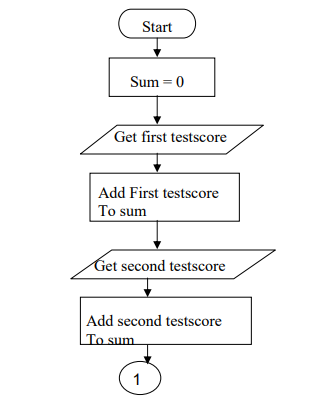 Start
Sum = 0
Get first testscore
Add First testscore
To sum
Get second testscore
Add second testscore
To sum
1